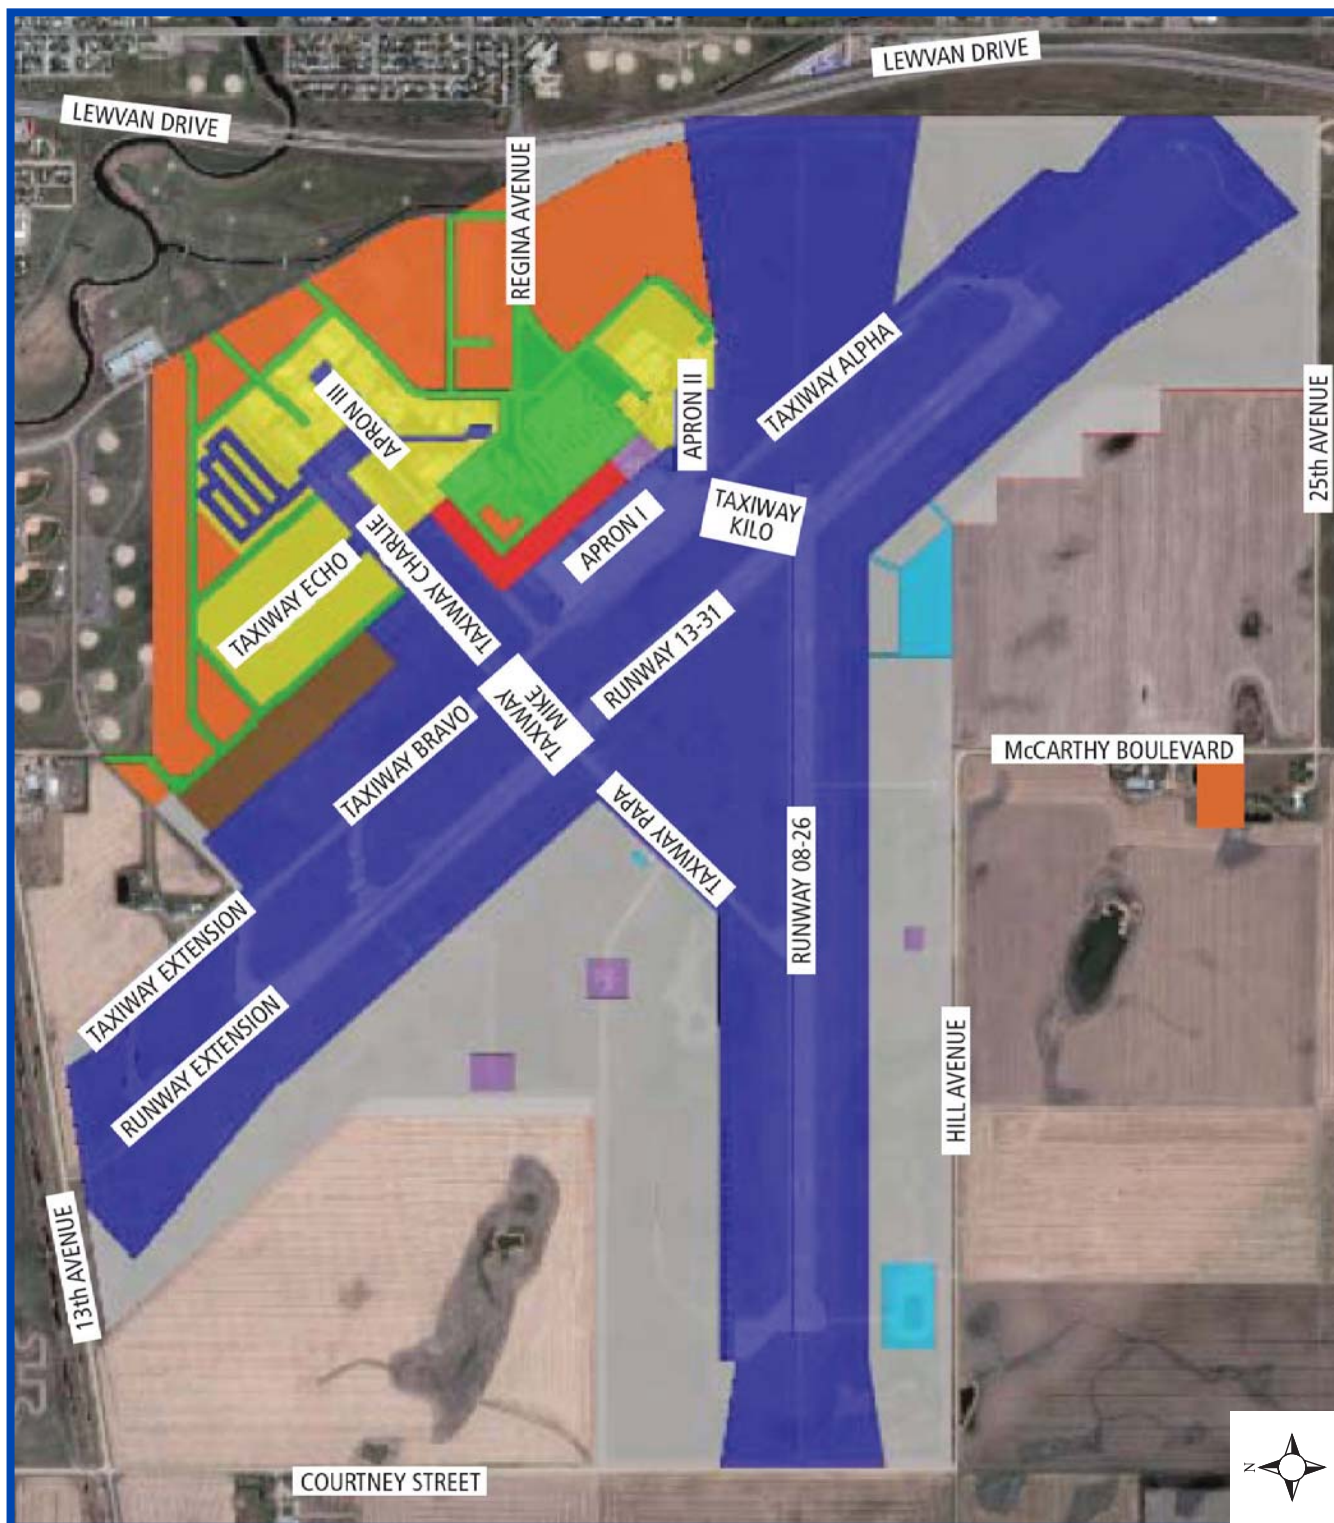 LEWVAN DRIVE
LEWVAN DRIVE
REGINA AVENUE
TAXIWAY ALPHA
APRON III
APRON II
25th AVENUE
TAXIWAY
KILO
APRON I
TAXIWAY CHARLIE
TAXIWAY ECHO
RUNWAY 13-31
TAXIWAY
MIKE
TAXIWAY BRAVO
McCARTHY BOULEVARD
TAXIWAY PAPA
RUNWAY 08-26
TAXIWAY EXTENSION
RUNWAY EXTENSION
HILL AVENUE
13th AVENUE
COURTNEY STREET
N